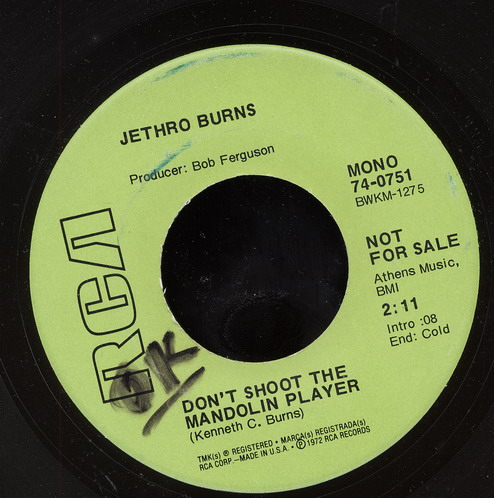 JETHRO BURNS
Producer: Bob Ferguson
MONO
74-0751
BWKM-1275
NOT
FOR SALE
Athens Music,
BMI
2:11
Intro :08
End: Cold
RCA
OK
DON'T SHOOT THE
MANDOLIN PLAYER
(Kenneth C. Burns)
TMK(s) ® REGISTERED • MARCA(s) REGISTRADA(s)
RCA CORP.—MADE IN U.S.A. • ℗ 1972 RCA RECORDS